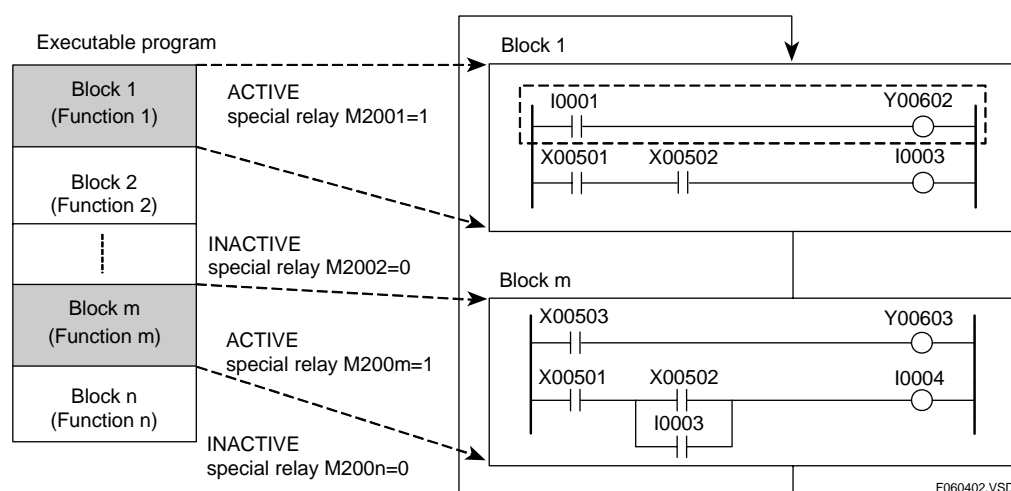 Executable program
Block 1
(Function 1)
Block 2
(Function 2)
Block m
(Function m)
Block n
(Function n)
ACTIVE
special relay M2001=1
INACTIVE
special relay M2002=0
ACTIVE
special relay M200m=1
INACTIVE
special relay M200n=0
Block 1
I0001 Y00602
X00501 X00502 I0003
Block m
X00503 Y00603
X00501 X00502 I0004
I0003
F060402.VSD